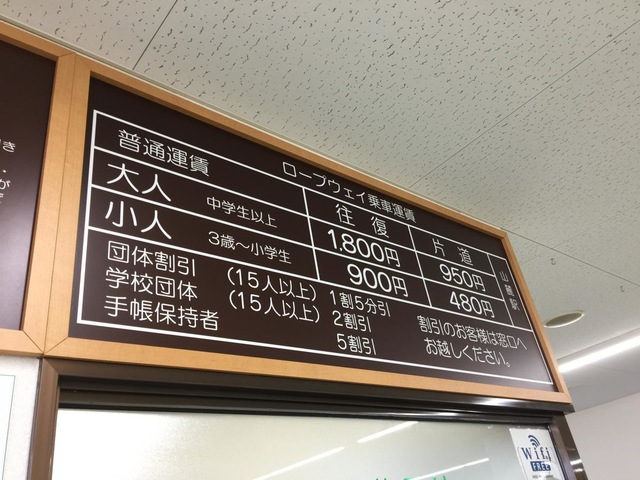 ロープウェイ乗車運賃
普通運賃 往復 片道 山麓駅
大人 中学生以上 1,800円 950円
小人 3歳～小学生 900円 480円
団体割引 (15人以上) 1割5分引
学校団体 (15人以上) 2割引
手帳保持者 5割引
割引のお客様は窓口へ
お越しください。
Wi-Fi
FREE